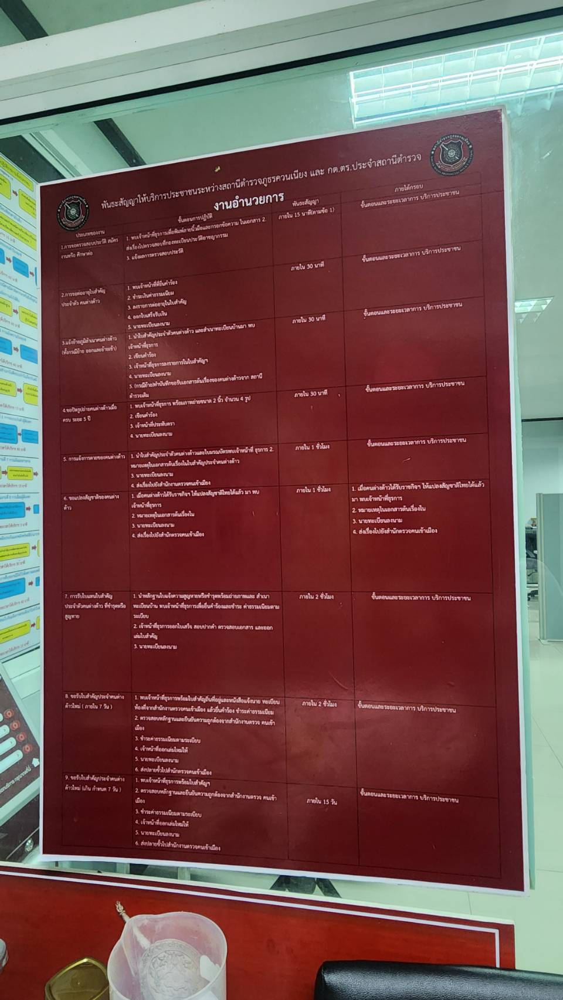 พันธะสัญญาให้บริการประชาชนระหว่างสถานีตำรวจภูธรควนเนียง และ กต.ตร.ประจำสถานีตำรวจ
งานอำนวยการ
ประเภทของงาน
ขั้นตอนการปฏิบัติ
พันธะสัญญา
ภายใต้กรอบ
1.การขอตรวจสอบประวัติ สมัคร
งานหรือ ศึกษาต่อ
1. พบเจ้าหน้าที่ธุรการเพื่อพิมพ์ลายนิ้วมือและกรอกข้อความ ในเอกสาร 2.
ส่งเรื่องไปตรวจสอบที่กองทะเบียนประวัติอาชญากรรม
3. แจ้งผลการตรวจสอบประวัติ
ภายใน 15 นาที(ตามข้อ 1)
ขั้นตอนและระยะเวลาการ บริการประชาชน
2.การขอต่ออายุใบสำคัญ
ประจำตัว คนต่างด้าว
1. พบเจ้าหน้าที่ที่ยื่นคำร้อง
2. ชำระเงินค่าธรรมเนียม
3. ลงรายการต่ออายุในใบสำคัญ
4. ออกใบเสร็จรับเงิน
5. นายทะเบียนลงนาม
ภายใน 30 นาที
ขั้นตอนและระยะเวลาการ บริการประชาชน
3.แจ้งย้ายภูมิลำเนาคนต่างด้าว
(ทั้งกรณีย้าย ออกและย้ายเข้า)
1. นำใบสำคัญประจำตัวคนต่างด้าว และสำเนาทะเบียนบ้านมา พบ
เจ้าหน้าที่ธุรการ
2. เขียนคำร้อง
3. เจ้าหน้าที่ธุรการลงรายการในใบสำคัญฯ
4. นายทะเบียนลงนาม
5. (กรณีย้าย)ทำบันทึกขอรับเอกสารต้นเรื่องของคนต่างด้าวจาก สถานี
ตำรวจเดิม
ภายใน 30 นาที
ขั้นตอนและระยะเวลาการ บริการประชาชน
4.ขอปิดรูปถ่ายคนต่างด้าวเมื่อ
ครบ ระยะ 5 ปี
1. พบเจ้าหน้าที่ธุรการ พร้อมภาพถ่ายขนาด 2 นิ้ว จำนวน 4 รูป
2. เขียนคำร้อง
3. เจ้าหน้าที่ประทับตรา
4. นายทะเบียนลงนาม
ภายใน 30 นาที
ขั้นตอนและระยะเวลาการ บริการประชาชน
5. การแจ้งการตายของคนต่างด้าว
1. นำใบสำคัญประจำตัวคนต่างด้าวและใบมรณบัตรพบเจ้าหน้าที่ ธุรการ 2.
หมายเหตุในเอกสารต้นเรื่องในใบสำคัญประจำตัวคนต่างด้าว
3. นายทะเบียนลงนาม
4. ส่งเรื่องไปยังสำนักงานตรวจคนเข้าเมือง
ภายใน 1 ชั่วโมง
ขั้นตอนและระยะเวลาการ บริการประชาชน
6. ขอแปลงสัญชาติของคนต่าง
ด้าว
1. เมื่อคนต่างด้าวได้รับราชกิจฯ ให้แปลงสัญชาติไทยได้แล้ว มา พบ
เจ้าหน้าที่ธุรการ
2. หมายเหตุในเอกสารต้นเรื่องใน
3. นายทะเบียนลงนาม
4. ส่งเรื่องไปยังสำนักตรวจคนเข้าเมือง
ภายใน 1 ชั่วโมง
1. เมื่อคนต่างด้าวได้รับราชกิจฯ ให้แปลงสัญชาติไทยได้แล้ว
มา พบเจ้าหน้าที่ธุรการ
2. หมายเหตุในเอกสารต้นเรื่องใน
3. นายทะเบียนลงนาม
4. ส่งเรื่องไปยังสำนักตรวจคนเข้าเมือง
7. การรับใบแทนใบสำคัญ
ประจำตัวคนต่างด้าว ที่ชำรุดหรือ
สูญหาย
1. นำหลักฐานใบแจ้งความสูญหายหรือชำรุดพร้อมถ่ายภาพและ สำเนา
ทะเบียนบ้าน พบเจ้าหน้าที่ธุรการเพื่อยื่นคำร้องและชำระ ค่าธรรมเนียมตาม
ระเบียบ
2. เจ้าหน้าที่ธุรการออกใบเสร็จ สอบปากคำ ตรวจสอบเอกสาร และออก
เล่มใบสำคัญ
3. นายทะเบียนลงนาม
ภายใน 2 ชั่วโมง
ขั้นตอนและระยะเวลาการ บริการประชาชน
8. ขอรับใบสำคัญประจำคนต่าง
ด้าวใหม่ ( ภายใน 7 วัน )
1. พบเจ้าหน้าที่ธุรการพร้อมใบสำคัญถิ่นที่อยู่และหนังสือแจ้งนาย ทะเบียน
ท้องที่จากสำนักงานตรวจคนเข้าเมือง แล้วยื่นคำร้อง ชำระค่าธรรมเนียม
2. ตรวจสอบหลักฐานและยืนยันความถูกต้องจากสำนักงานตรวจ คนเข้า
เมือง
3. ชำระค่าธรรมเนียมตามระเบียบ
4. เจ้าหน้าที่ออกเล่มใหม่ให้
5. นายทะเบียนลงนาม
6. ส่งปลายขั้วไปสำนักตรวจคนเข้าเมือง
ภายใน 2 ชั่วโมง
ขั้นตอนและระยะเวลาการ บริการประชาชน
9. ขอรับใบสำคัญประจำคนต่าง
ด้าวใหม่ (เกิน กำหนด 7 วัน )
1. พบเจ้าหน้าที่ธุรการพร้อมใบสำคัญฯ
2. ตรวจสอบหลักฐานและยืนยันความถูกต้องจากสำนักงานตรวจ คนเข้า
เมือง
3. ชำระค่าธรรมเนียมตามระเบียบ
4. เจ้าหน้าที่ออกเล่มใหม่ให้
5. นายทะเบียนลงนาม
6. ส่งปลายขั้วไปสำนักงานตรวจคนเข้าเมือง
ภายใน 15 วัน
ขั้นตอนและระยะเวลาการ บริการประชาชน